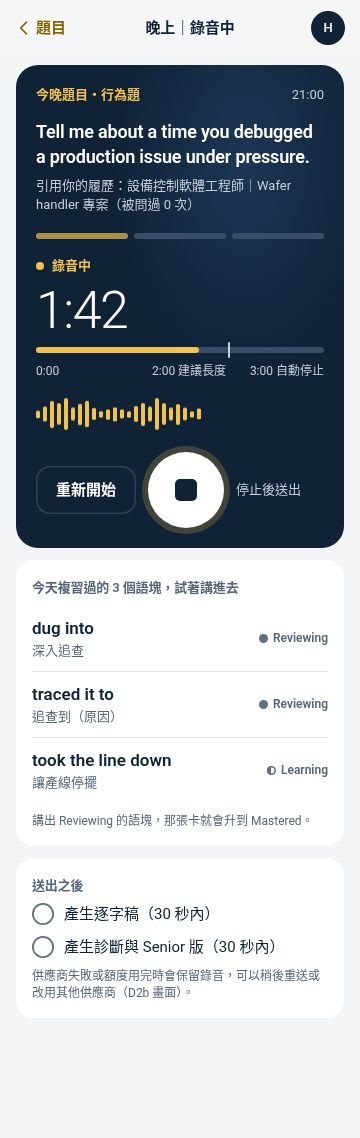 題目
晚上｜錄音中
H
今晚題目・行為題
21:00
Tell me about a time you debugged
a production issue under pressure.
引用你的履歷：設備控制軟體工程師｜Wafer
handler 專案（被問過 0 次）
錄音中
1:42
0:00
2:00 建議長度
3:00 自動停止
重新開始
停止後送出
今天複習過的 3 個語塊，試著講進去
dug into
深入追查
Reviewing
traced it to
追查到（原因）
Reviewing
took the line down
讓產線停擺
Learning
講出 Reviewing 的語塊，那張卡就會升到 Mastered。
送出之後
產生逐字稿（30 秒內）
產生診斷與 Senior 版（30 秒內）
供應商失敗或額度用完時會保留錄音，可以稍後重送或
改用其他供應商（D2b 畫面）。